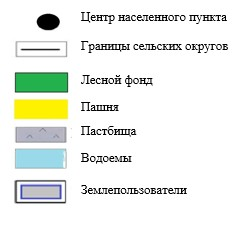 Центр населенного пункта
Границы сельских округов
Лесной фонд
Пашня
Пастбища
Водоемы
Землепользователи